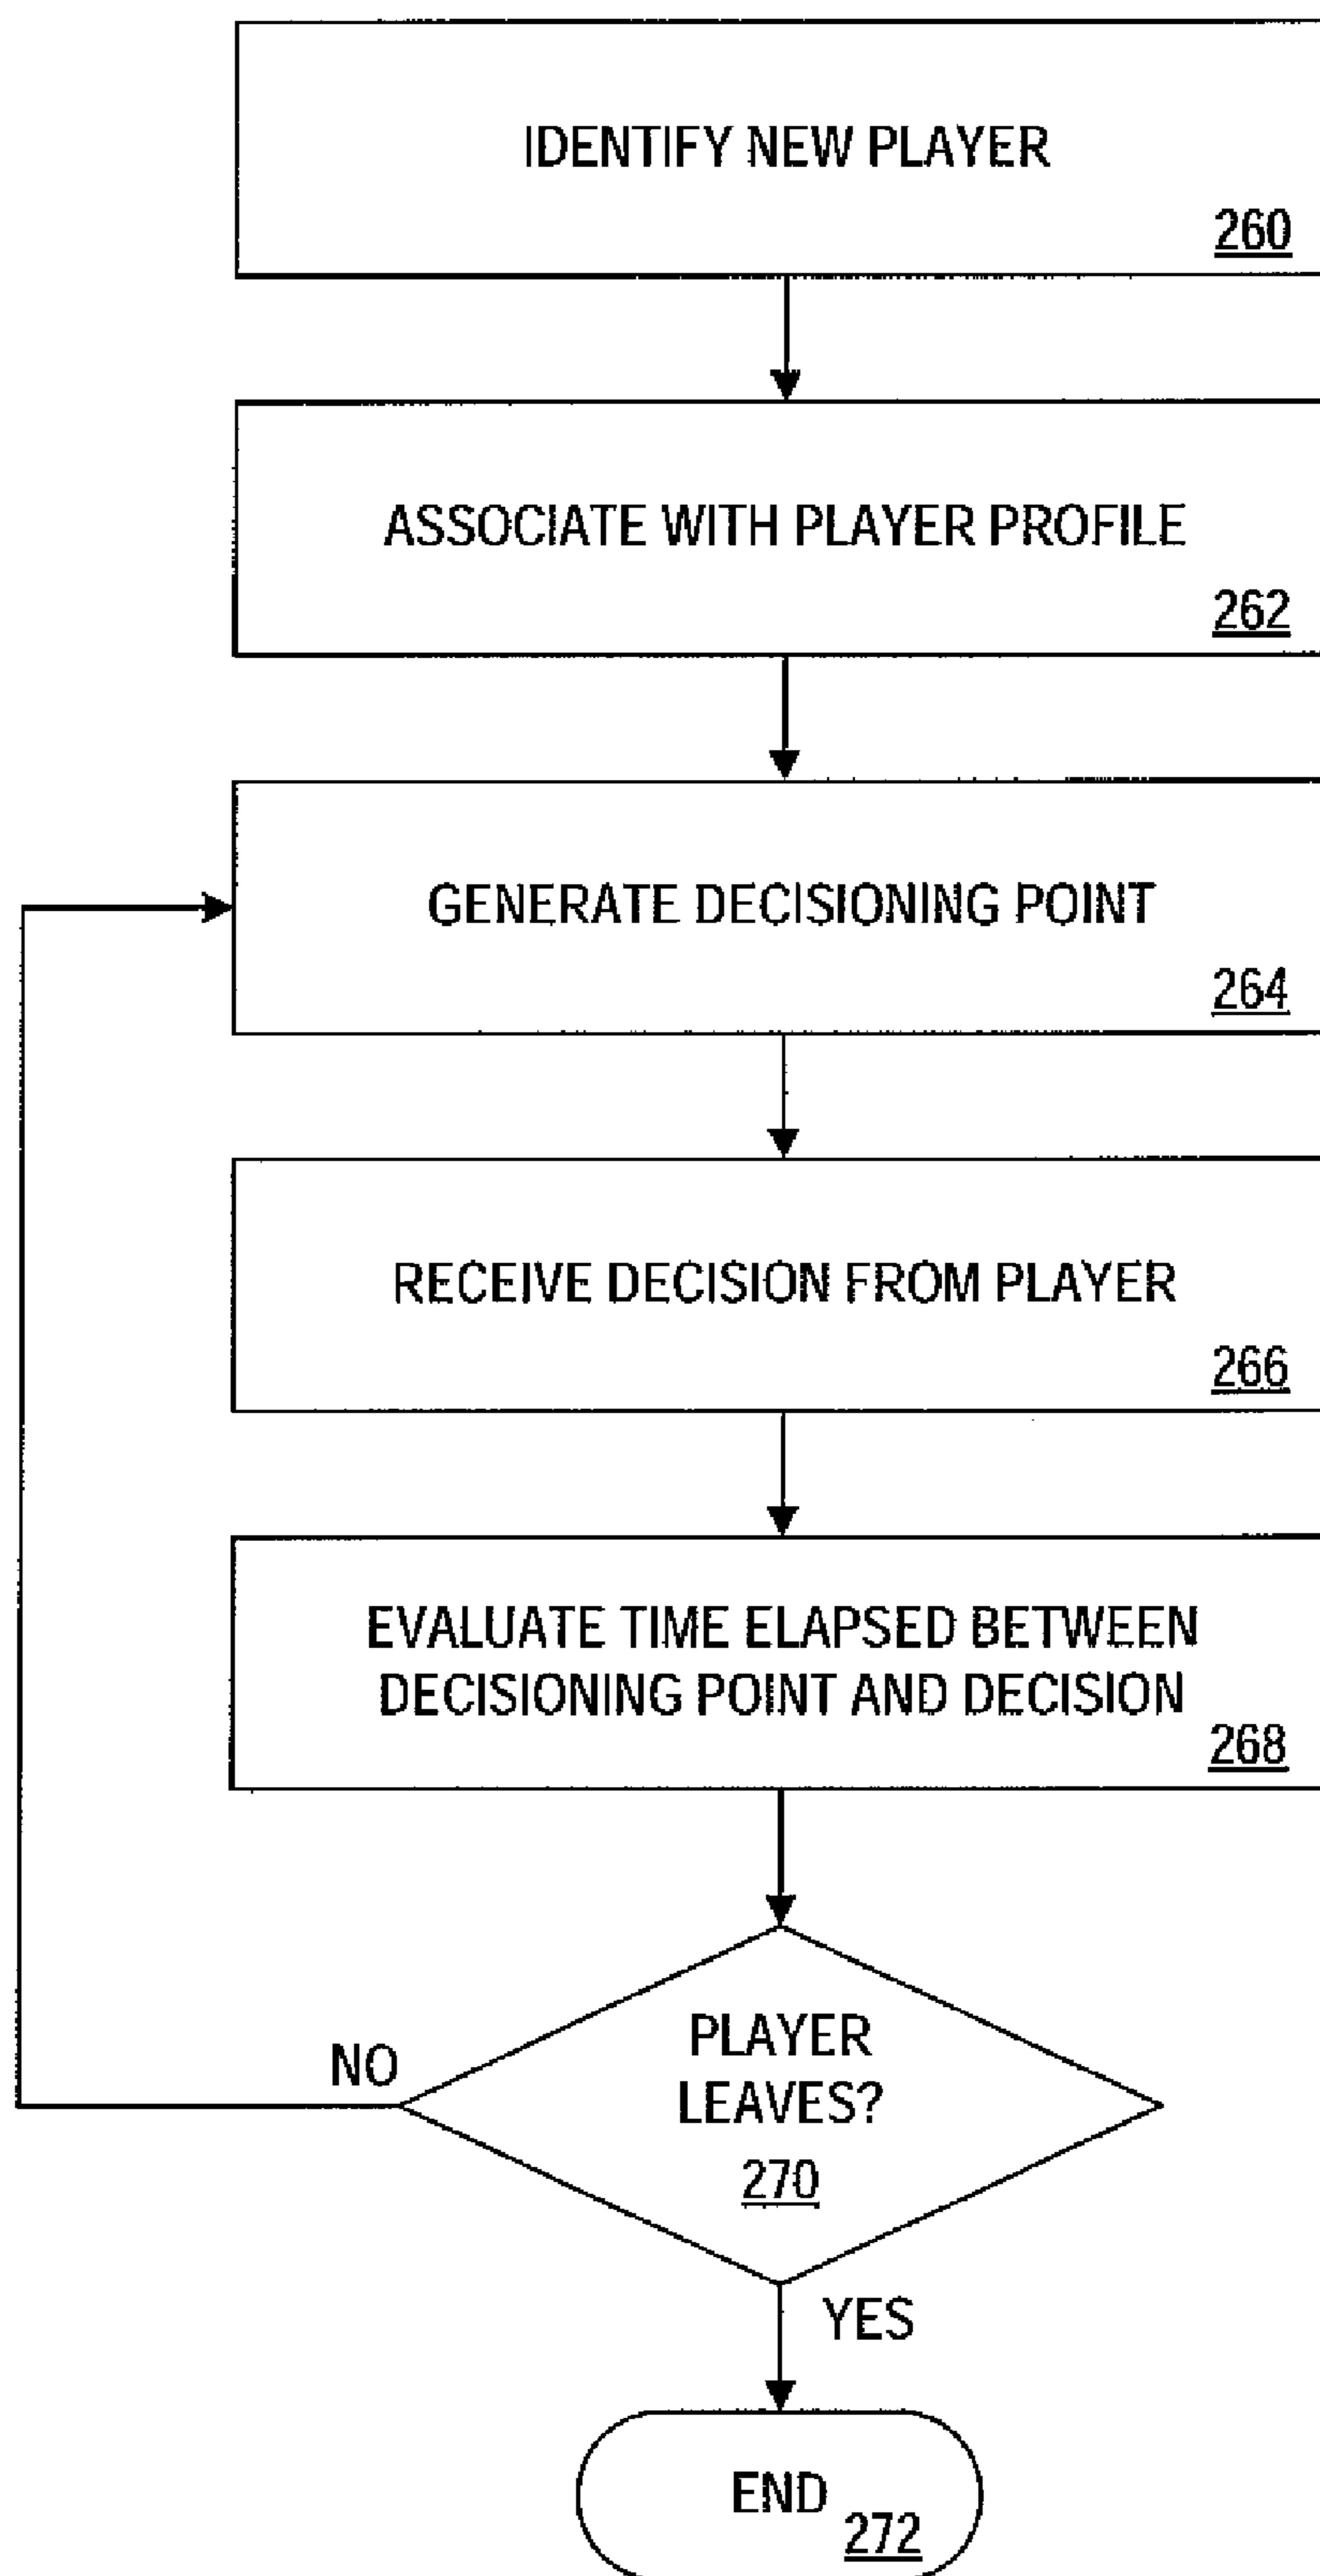 IDENTIFY NEW PLAYER
260
ASSOCIATE WITH PLAYER PROFILE
262
GENERATE DECISIONING POINT
264
RECEIVE DECISION FROM PLAYER
266
EVALUATE TIME ELAPSED BETWEEN
DECISIONING POINT AND DECISION
268
NO
PLAYER
LEAVES?
270
YES
END
272